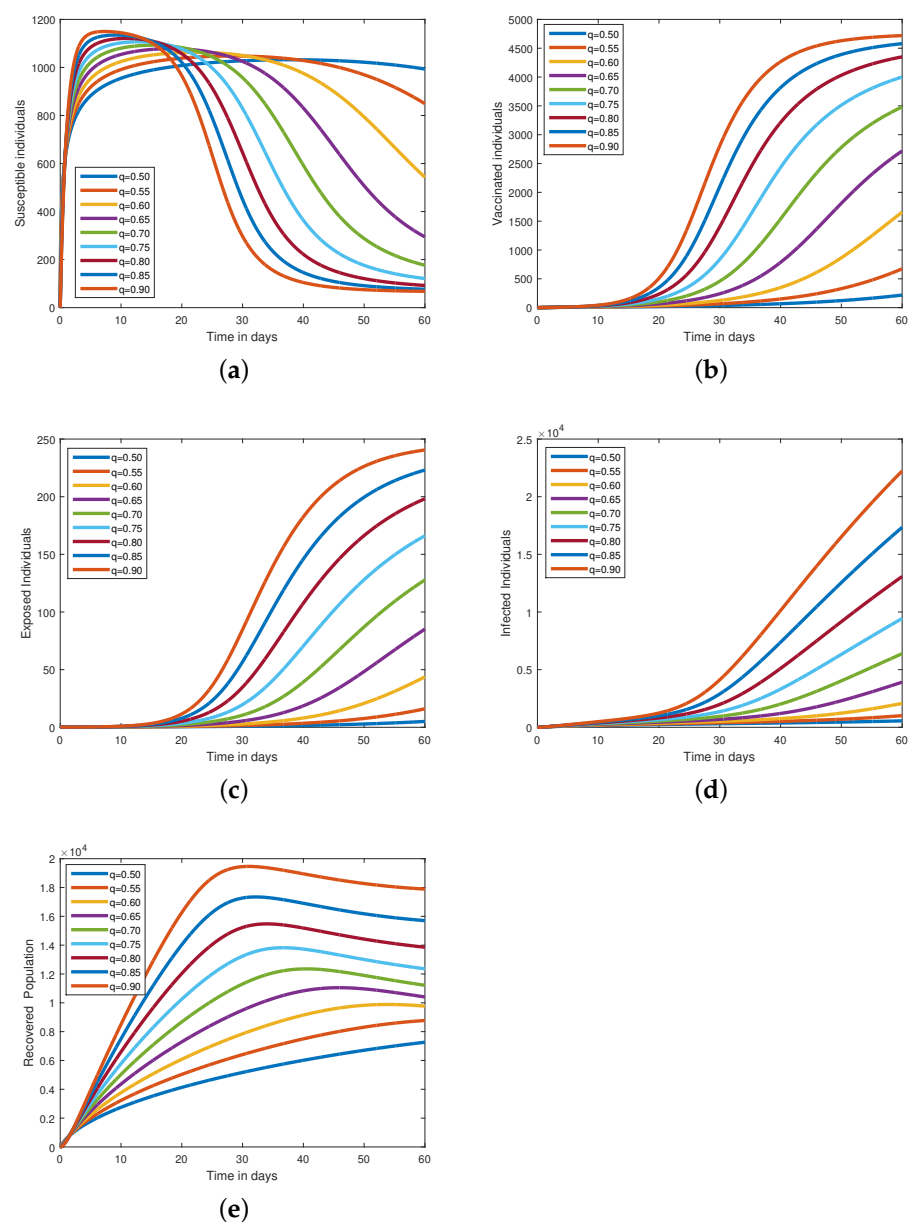 1200
1000
800
600
400
200
0
Susceptible individuals
q=0.50
q=0.55
q=0.60
q=0.65
q=0.70
q=0.75
q=0.80
q=0.85
q=0.90
0 10 20 30 40 50 60
Time in days
(a)
5000
4500
4000
3500
3000
2500
2000
1500
1000
500
0
Vaccinated individuals
q=0.50
q=0.55
q=0.60
q=0.65
q=0.70
q=0.75
q=0.80
q=0.85
q=0.90
0 10 20 30 40 50 60
Time in days
(b)
250
200
150
100
50
0
Exposed Individuals
q=0.50
q=0.55
q=0.60
q=0.65
q=0.70
q=0.75
q=0.80
q=0.85
q=0.90
0 10 20 30 40 50 60
Time in days
(c)
× 10^4
2.5
2
1.5
1
0.5
0
Infected Individuals
q=0.50
q=0.55
q=0.60
q=0.65
q=0.70
q=0.75
q=0.80
q=0.85
q=0.90
0 10 20 30 40 50 60
Time in days
(d)
× 10^4
2
1.8
1.6
1.4
1.2
1
0.8
0.6
0.4
0.2
0
Recovered Population
q=0.50
q=0.55
q=0.60
q=0.65
q=0.70
q=0.75
q=0.80
q=0.85
q=0.90
0 10 20 30 40 50 60
Time in days
(e)